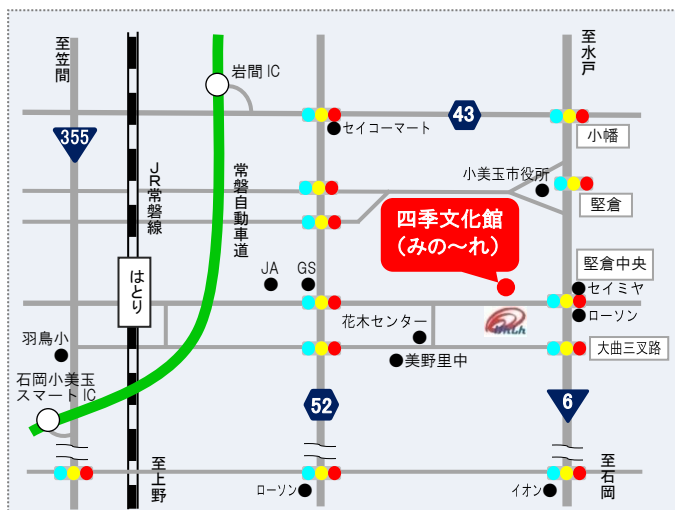 至笠間
至水戸
岩間IC
355
43
セイコーマート
小幡
JR常磐線
常磐自動車道
小美玉市役所
堅倉
四季文化館
（みの～れ）
はとり
JA
GS
堅倉中央
セイミヤ
ローソン
花木センター
羽鳥小
美野里中
大曲三叉路
石岡小美玉
スマートIC
52
6
至上野
至石岡
ローソン
イオン